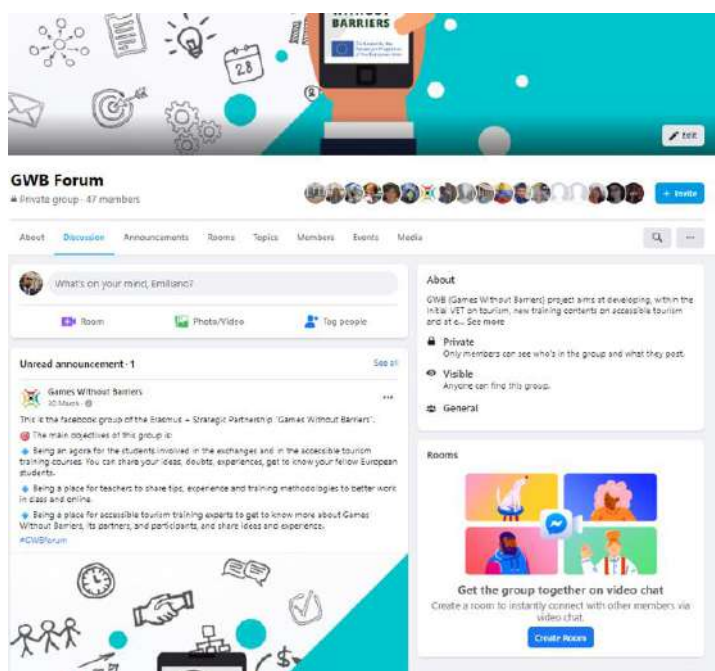 WITHOUT
BARRIERS
28
Edit
GWB Forum
Private group · 47 members
+ Invite
About Discussion Announcements Rooms Topics Members Events Media
What's on your mind, Emiliano?
Room Photo/Video Tag people
Unread announcement · 1 See all
Games Without Barriers
30 March
This is the facebook group of the Erasmus + Strategic Partnership "Games Without Barriers".
The main objectives of this group is:
Being an agora for the students involved in the exchanges and in the accessible tourism
training courses. You can share your ideas, doubts, experiences, get to know your fellow European
students.
Being a place for teachers to share tips, experience and training methodologies to better work
in class and online.
Being a place for accessible tourism training experts to get to know more about Games
Without Barriers, its partners, and participants, and share ideas and experience.
#GWBforum
About
GWB (Games Without Barriers) project aims at developing, within the
initial VET on tourism, new training contents on accessible tourism
and at e... See more
Private
Only members can see who's in the group and what they post.
Visible
Anyone can find this group.
General
Rooms
Get the group together on video chat
Create a room to instantly connect with other members via
video chat.
Create Room